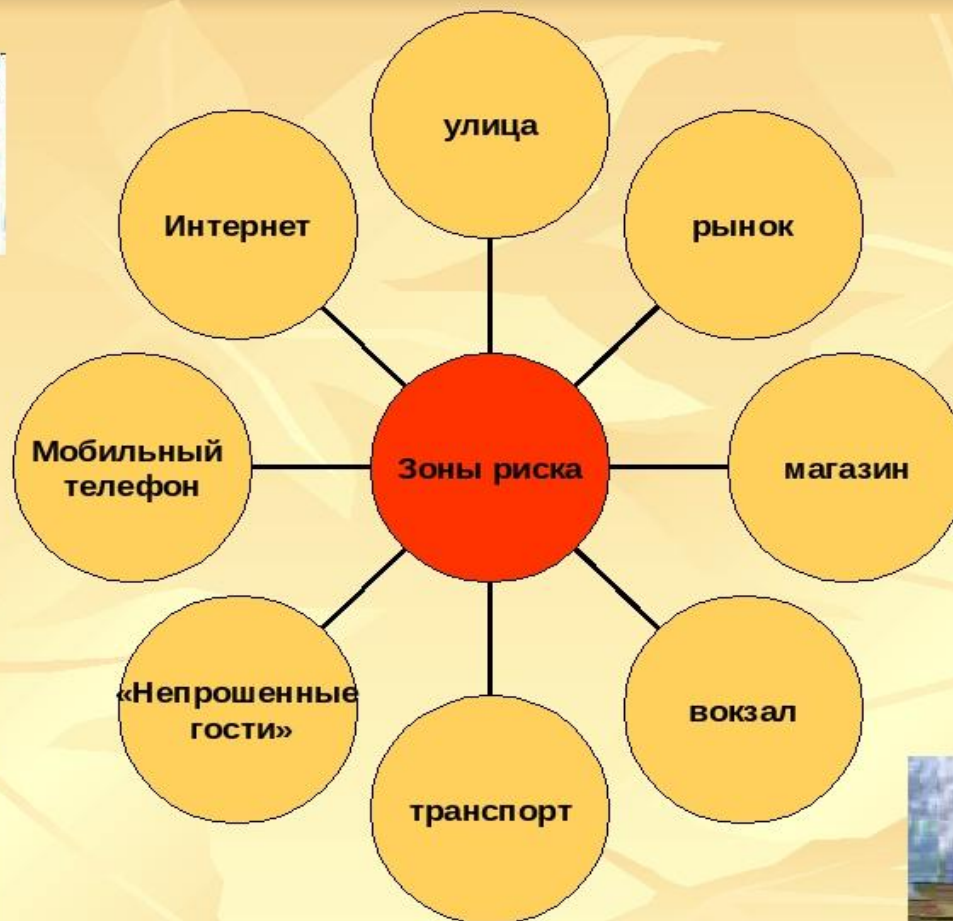 улица
Интернет
рынок
Мобильный
телефон
Зоны риска
магазин
«Непрошенные
гости»
вокзал
транспорт